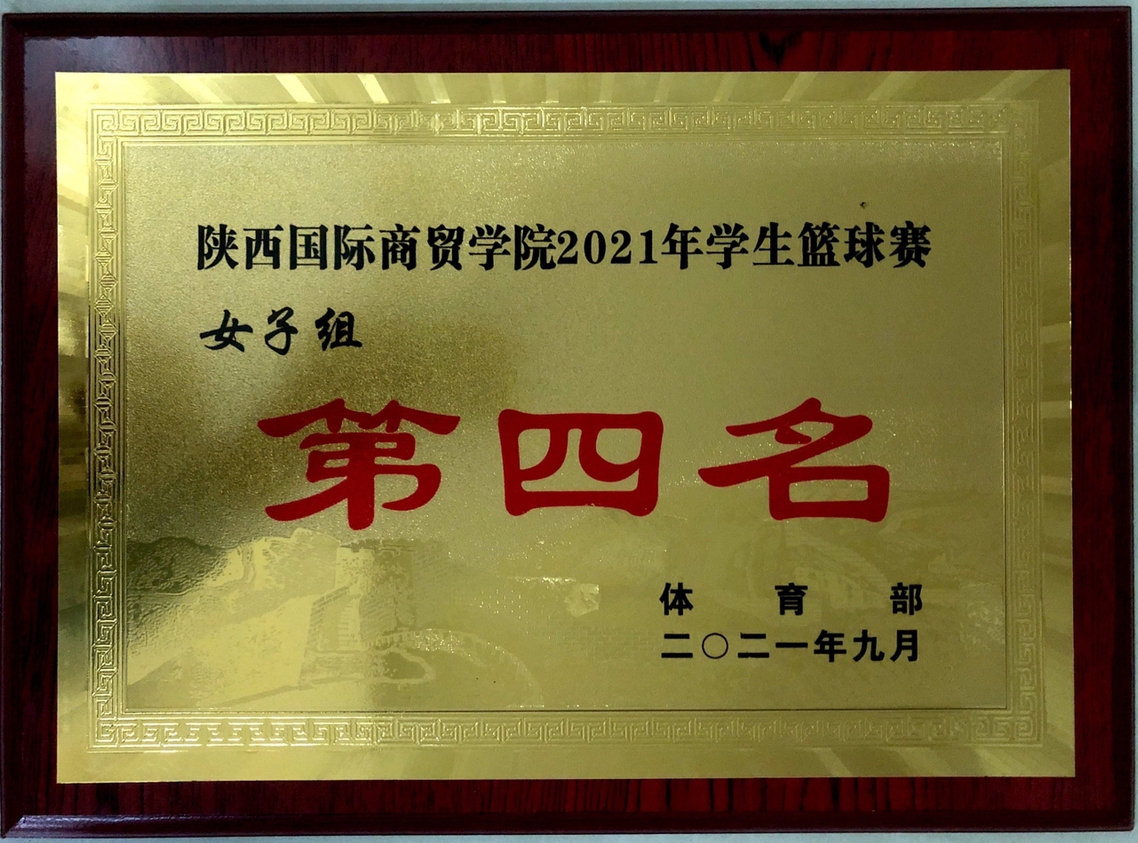 陕西国际商贸学院2021年学生篮球赛
女子组
第四名
体育部
二〇二一年九月